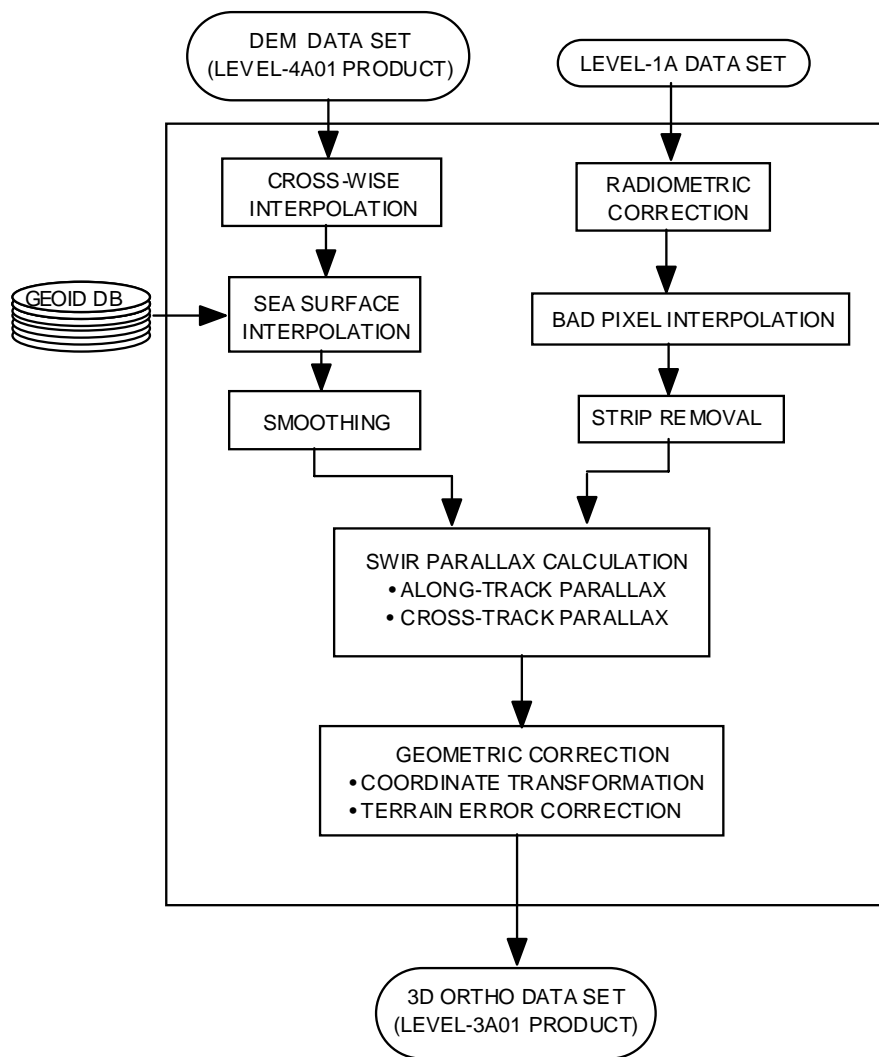 DEM DATA SET
(LEVEL-4A01 PRODUCT)
LEVEL-1A DATA SET
CROSS-WISE
INTERPOLATION
RADIOMETRIC
CORRECTION
GEOID DB
SEA SURFACE
INTERPOLATION
BAD PIXEL INTERPOLATION
SMOOTHING
STRIP REMOVAL
SWIR PARALLAX CALCULATION
• ALONG-TRACK PARALLAX
• CROSS-TRACK PARALLAX
GEOMETRIC CORRECTION
• COORDINATE TRANSFORMATION
• TERRAIN ERROR CORRECTION
3D ORTHO DATA SET
(LEVEL-3A01 PRODUCT)